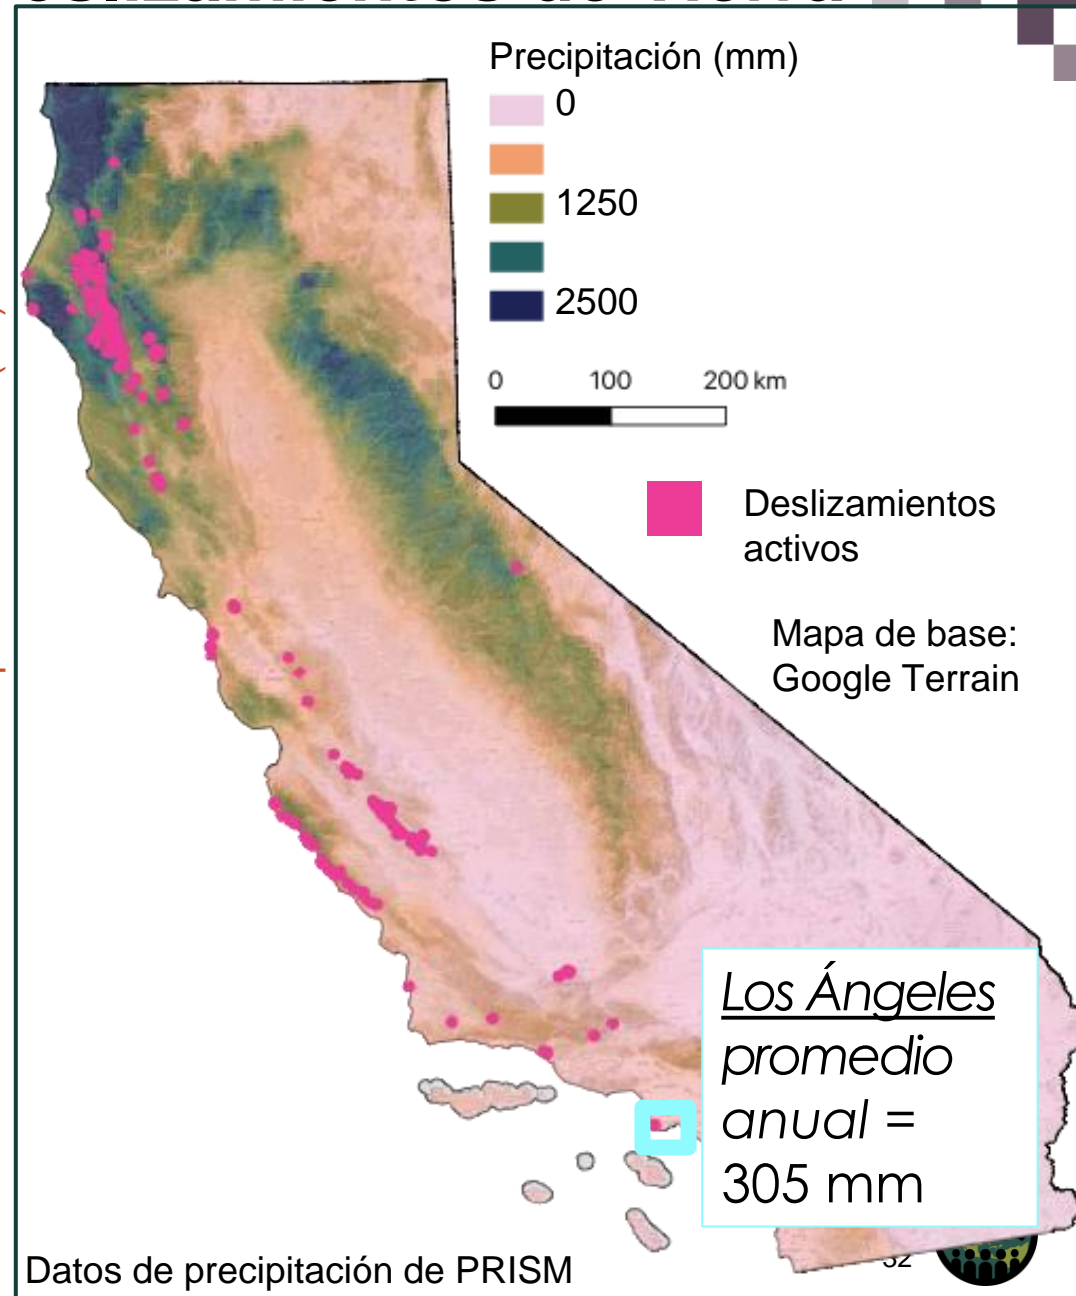 Precipitación (mm)
0
1250
2500
0 100 200 km
Deslizamientos
activos
Mapa de base:
Google Terrain
Los Ángeles
promedio
anual =
305 mm
Datos de precipitación de PRISM